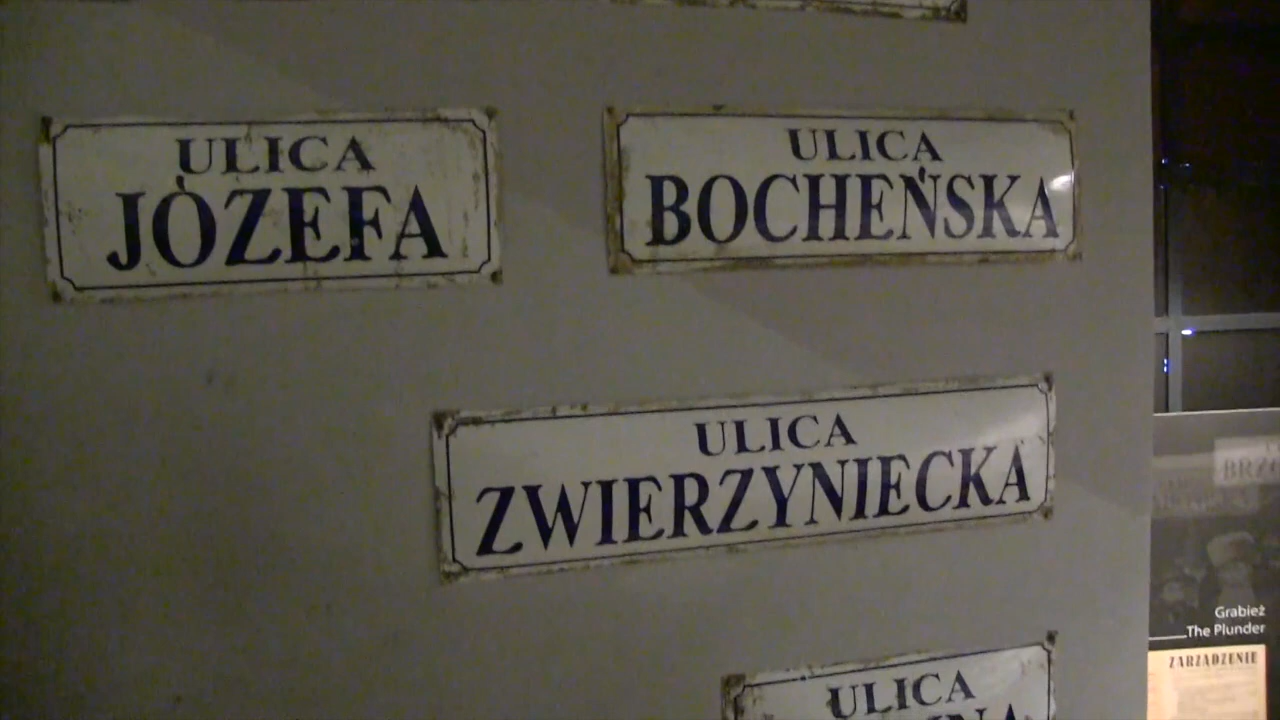 ULICA
JÓZEFA
ULICA
BOCHEŃSKA
ULICA
ZWIERZYNIECKA
ULICA
Grabież
The Plunder
ZARZĄDZENIE